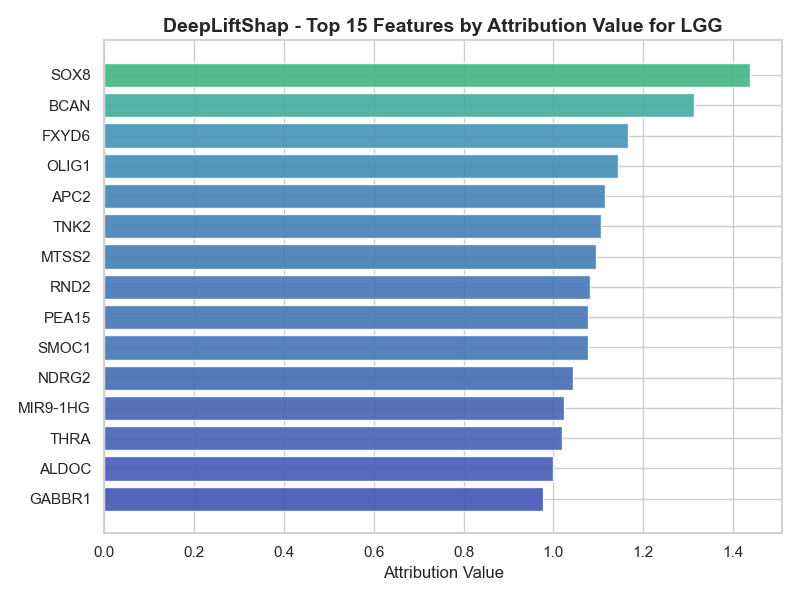 DeepLiftShap - Top 15 Features by Attribution Value for LGG
SOX8
BCAN
FXYD6
OLIG1
APC2
TNK2
MTSS2
RND2
PEA15
SMOC1
NDRG2
MIR9-1HG
THRA
ALDOC
GABBR1
0.0 0.2 0.4 0.6 0.8 1.0 1.2 1.4
Attribution Value